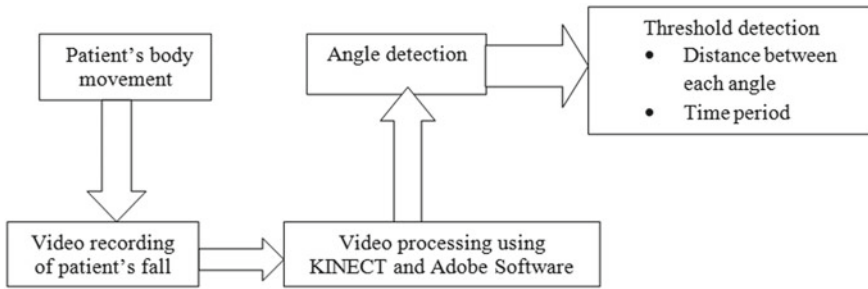 Patient's body
movement
Video recording
of patient's fall
Video processing using
KINECT and Adobe Software
Angle detection
Threshold detection
• Distance between
each angle
• Time period